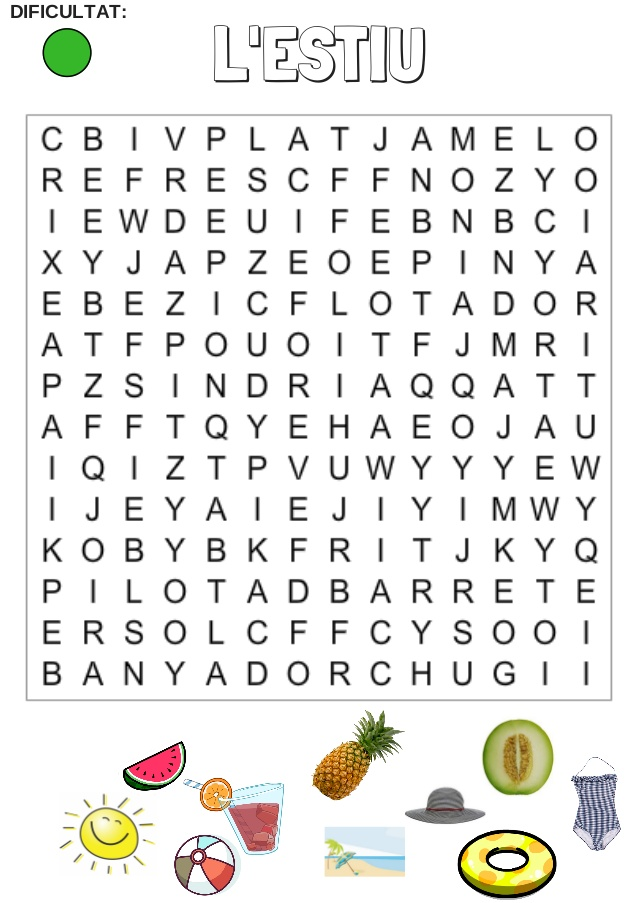 DIFICULTAT:
L'ESTIU
C B I V P L A T J A M E L O
R E F R E S C F F N O Z Y O
I E W D E U I F E B N B C I
X Y J A P Z E O E P I N Y A
E B E Z I C F L O T A D O R
A T F P O U O I T F J M R I
P Z S I N D R I A Q Q A T T
A F F T Q Y E H A E O J A U
I Q I Z T P V U W Y Y Y E W
I J E Y A I E J I Y I M W Y
K O B Y B K F R I T J K Y Q
P I L O T A D B A R R E T E
E R S O L C F F C Y S O O I
B A N Y A D O R C H U G I I